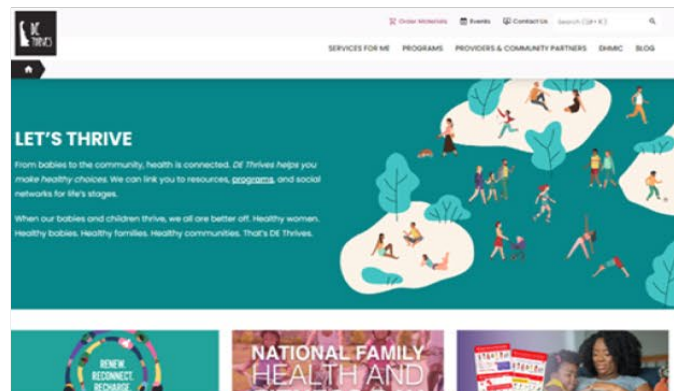 DE
THRIVES
Order Materials
Events
Contact Us
Search (
SERVICES FOR ME
PROGRAMS
PROVIDERS & COMMUNITY PARTNERS
DHMIC
BLOG
LET'S THRIVE
From babies to the community, health is connected. DE Thrives helps you
make healthy choices. We can link you to resources, programs, and social
networks for life's stages.
When our babies and children thrive, we all are better off. Healthy women.
Healthy babies. Healthy families. Healthy communities. That's DE Thrives.
RENEW.
RECONNECT.
RECHARGE.
NATIONAL FAMILY
HEALTH AND